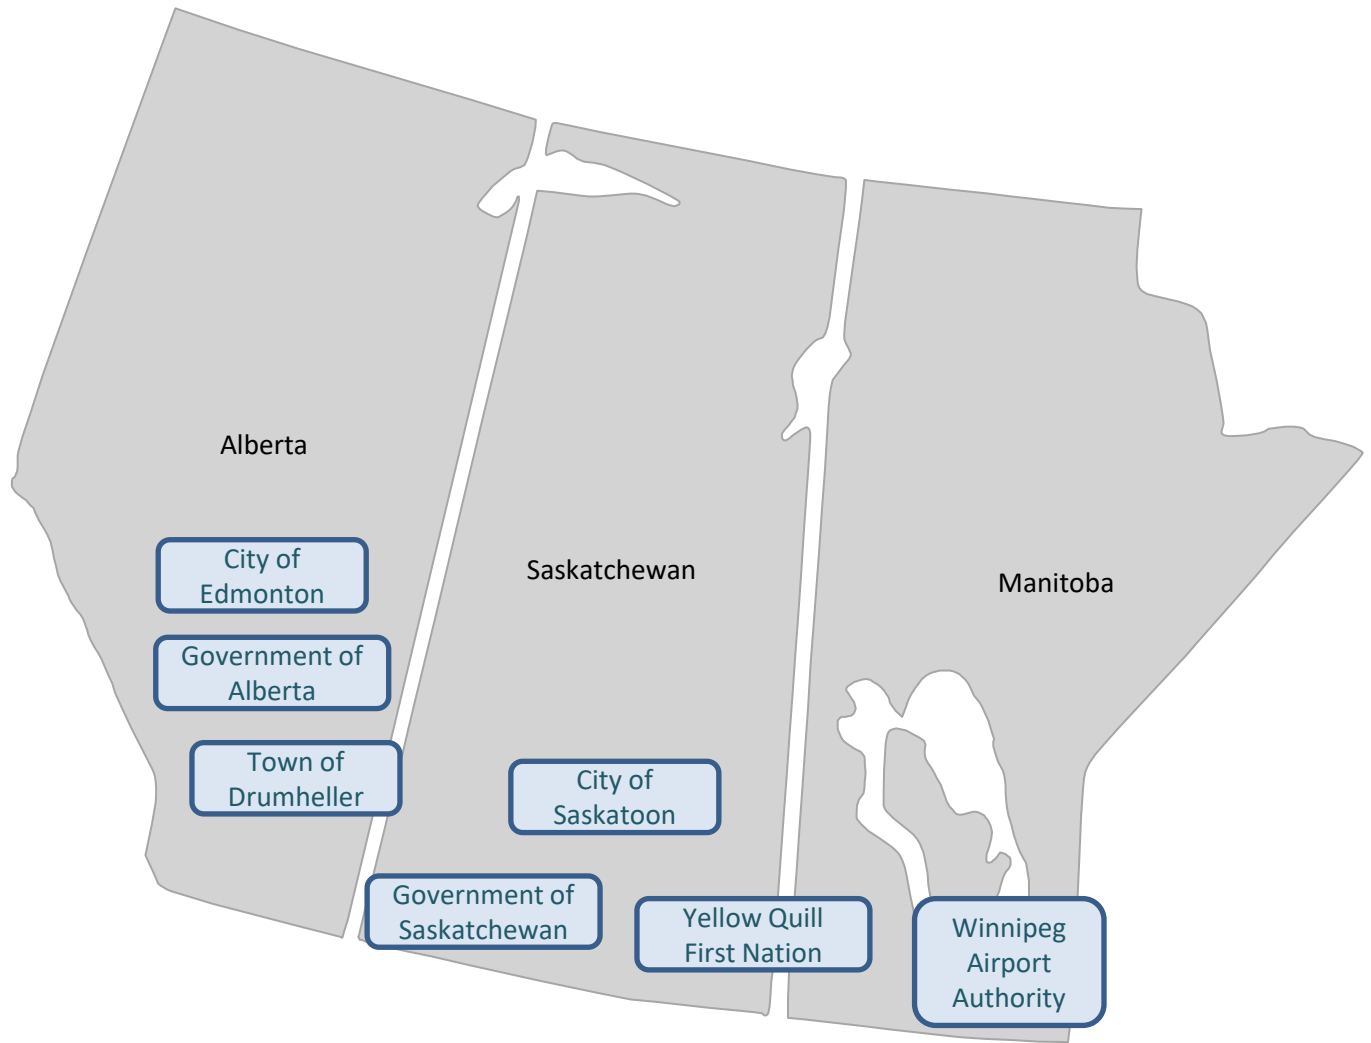 Alberta
City of
Edmonton
Saskatchewan
Manitoba
Government of
Alberta
Town of
Drumheller
City of
Saskatoon
Government of
Saskatchewan
Yellow Quill
First Nation
Winnipeg
Airport
Authority